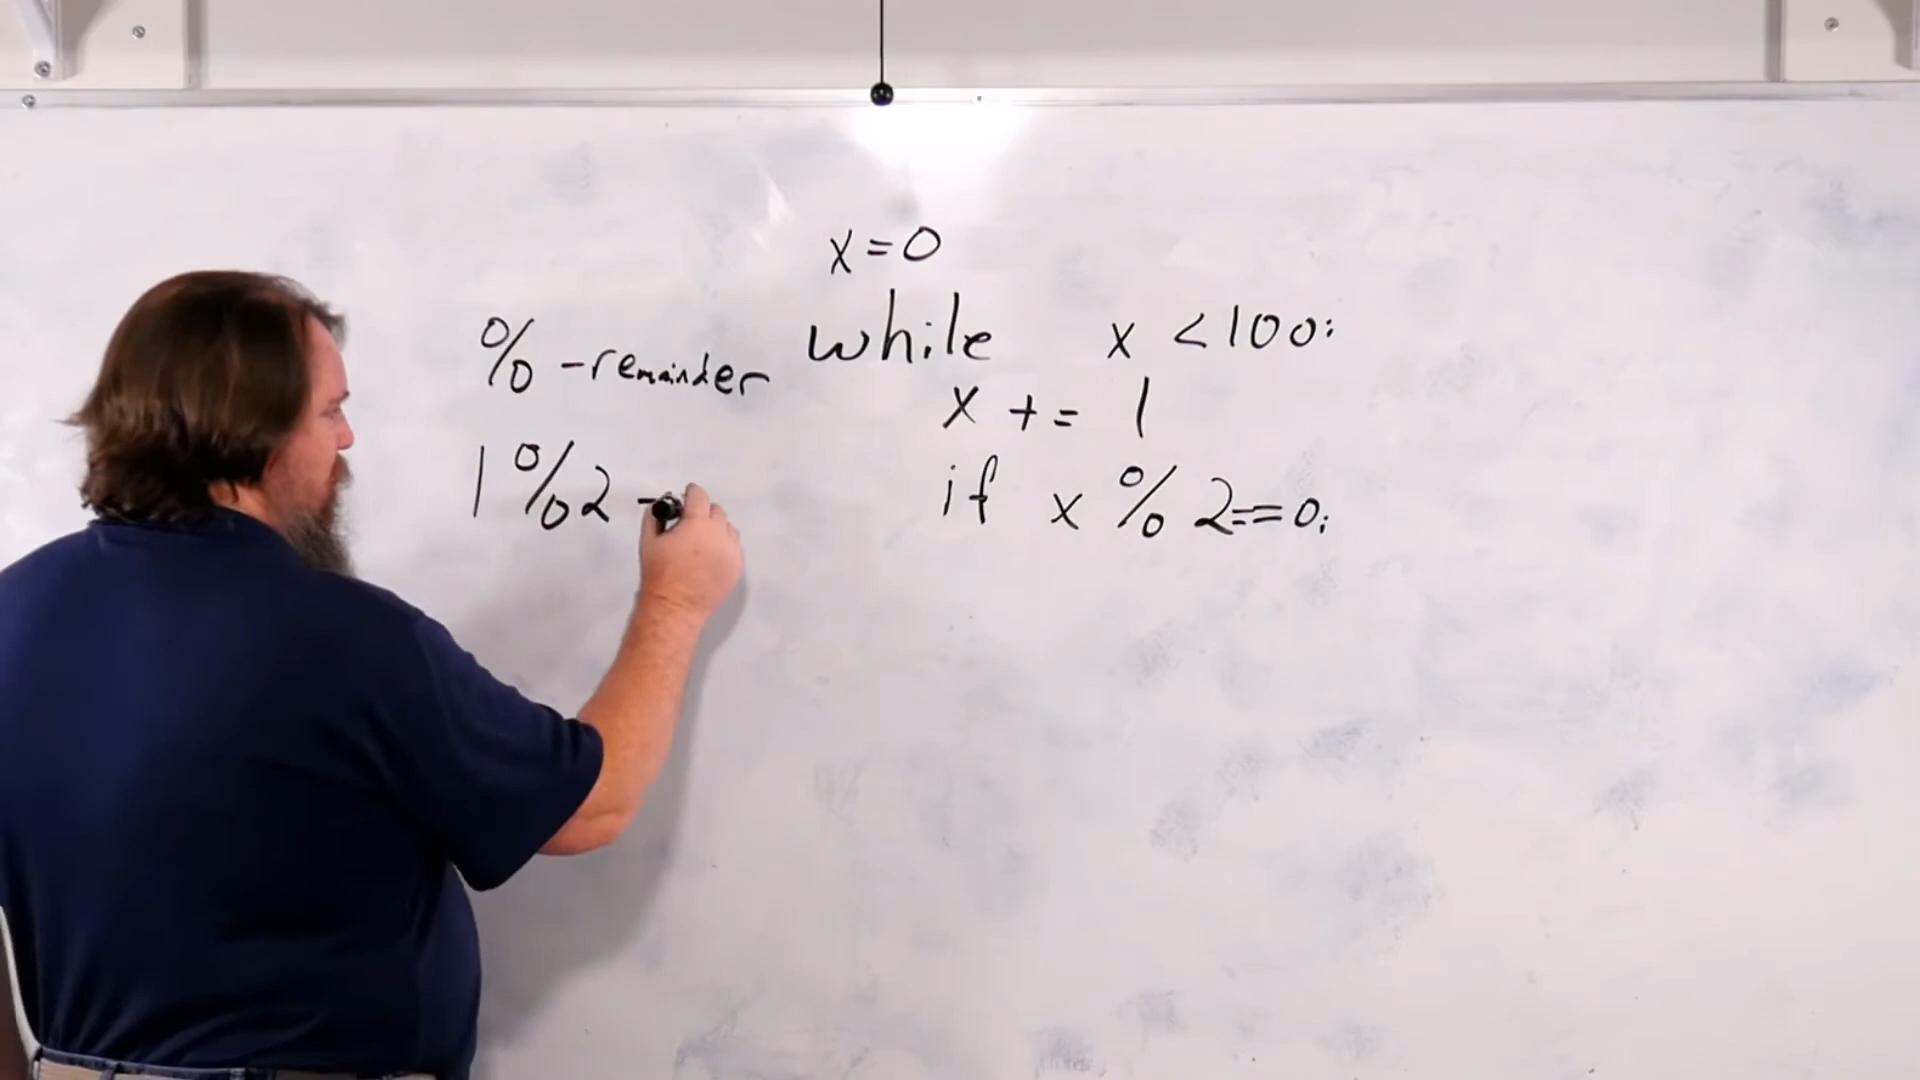 x = 0
% - remainder
while x < 100:
x += 1
1 % 2 -
if x % 2 == 0: